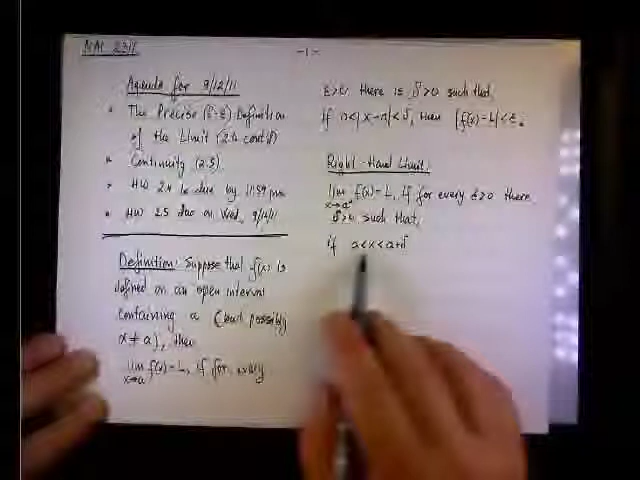 -1-
Agenda for 9/12/11
• The Precise (δ-ε) Definition
of the Limit (2.4 cont'd)
• Continuity (2.5)
• HW 2.4 is due by 11:59 pm
• HW 2.5 due on Wed, 9/14/11
Definition: Suppose that f(x) is
defined on an open interval
containing a (but possibly
x ≠ a), then
lim f(x) = L, if for every
x→a
ε>0, there is δ>0 such that
if 0<|x-a|<δ, then |f(x)-L|<ε.
Right-Hand Limit.
lim f(x) = L, if for every ε>0 there
x→a⁺
δ>0 such that,
if a<x<a+δ